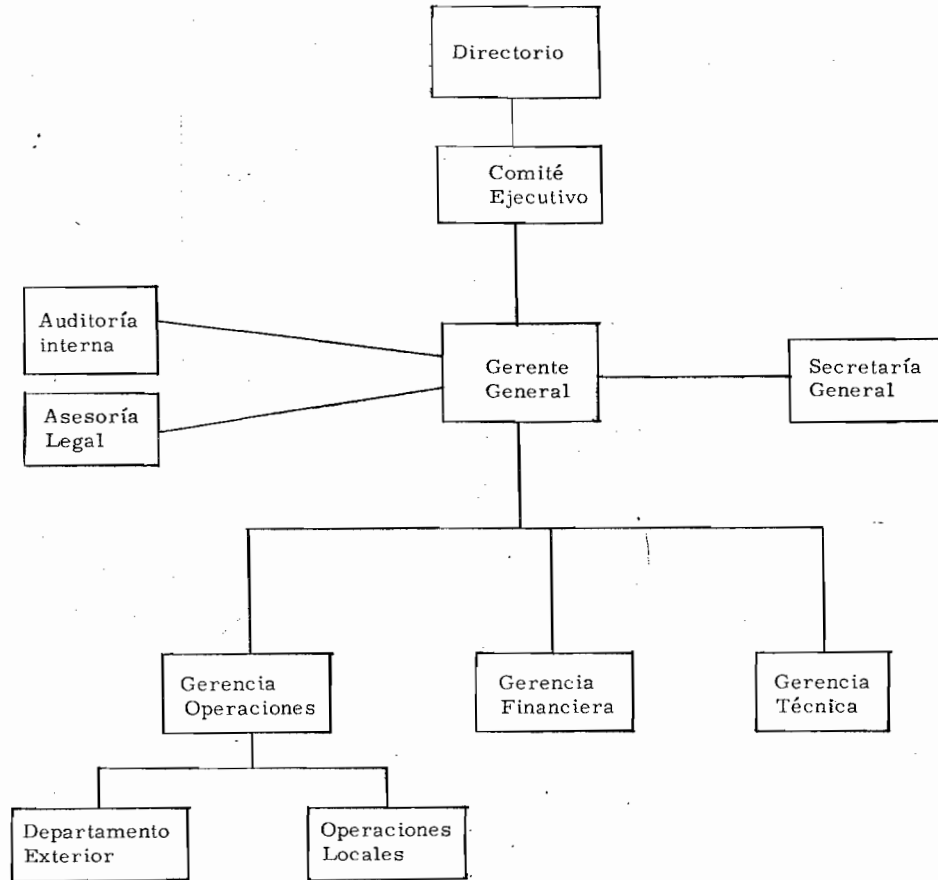 Directorio
Comité
Ejecutivo
Auditoría
interna
Gerente
General
Secretaría
General
Asesoría
Legal
Gerencia
Operaciones
Gerencia
Financiera
Gerencia
Técnica
Departamento
Exterior
Operaciones
Locales